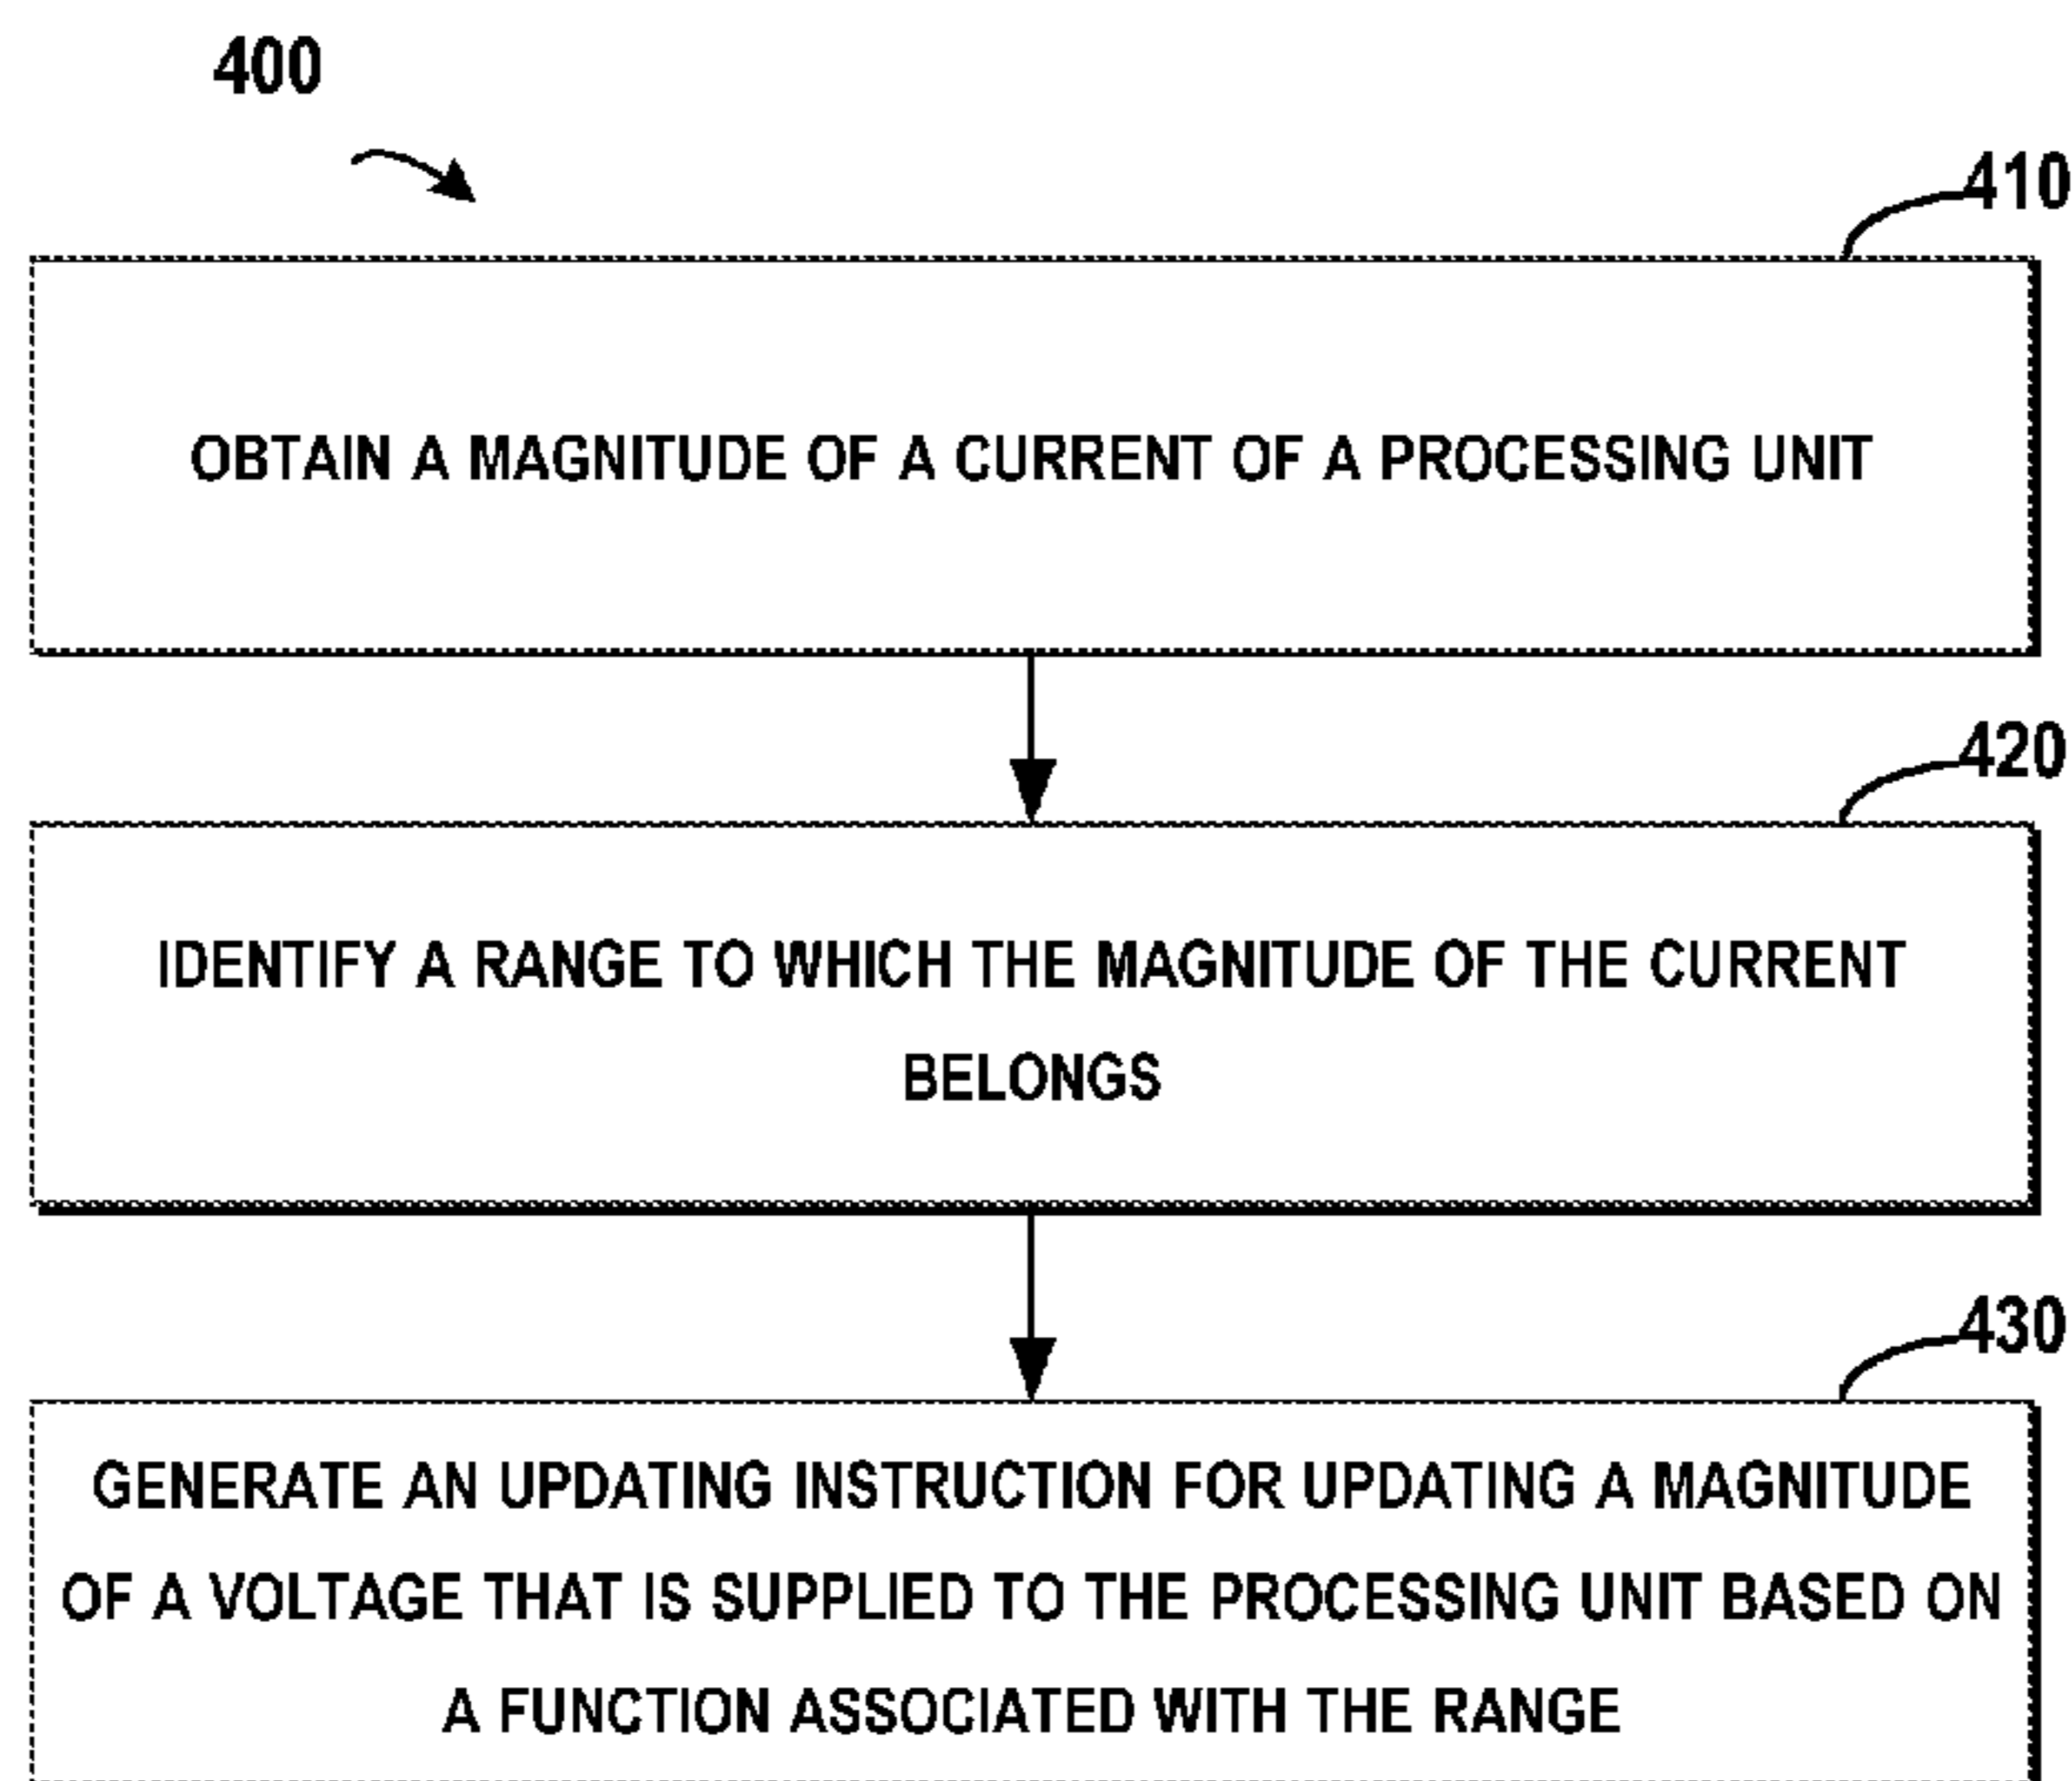 400
410
OBTAIN A MAGNITUDE OF A CURRENT OF A PROCESSING UNIT
420
IDENTIFY A RANGE TO WHICH THE MAGNITUDE OF THE CURRENT
BELONGS
430
GENERATE AN UPDATING INSTRUCTION FOR UPDATING A MAGNITUDE
OF A VOLTAGE THAT IS SUPPLIED TO THE PROCESSING UNIT BASED ON
A FUNCTION ASSOCIATED WITH THE RANGE